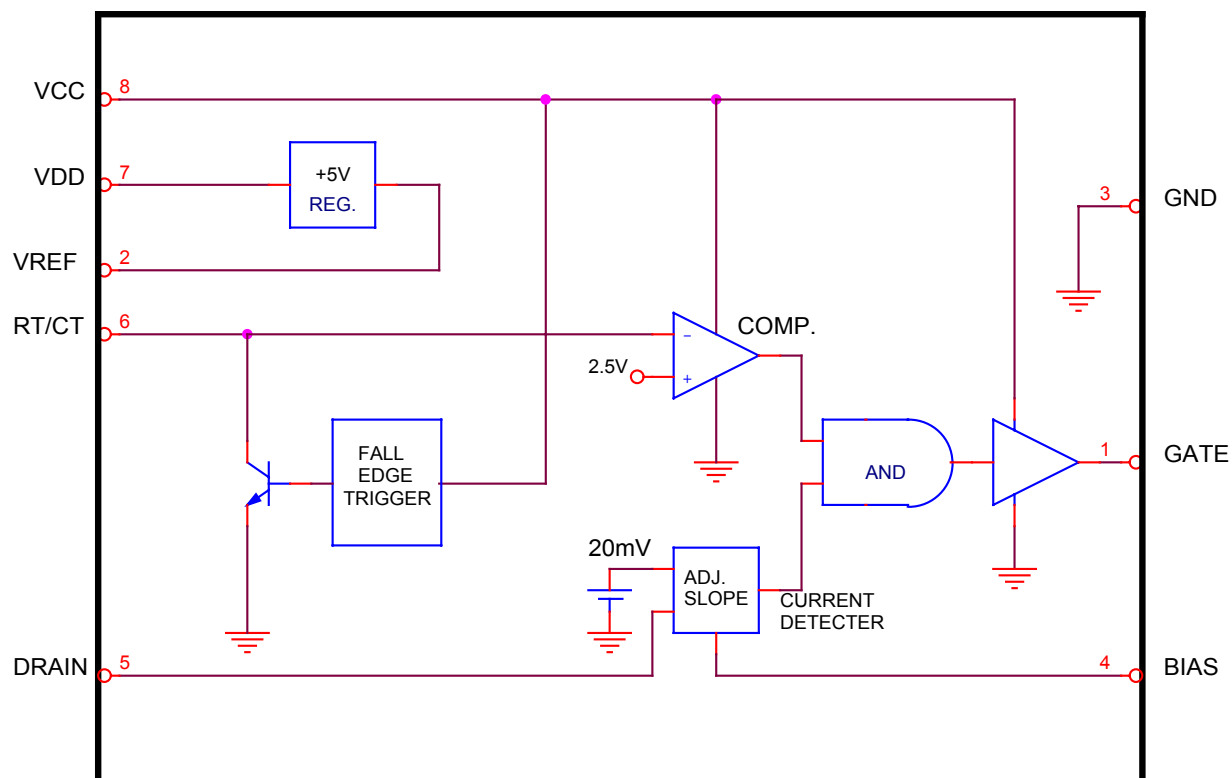 VCC 8
VDD 7
+5V
REG.
3 GND
VREF 2
RT/CT 6
COMP.
−
2.5V
+
FALL
EDGE
TRIGGER
AND
1 GATE
20mV
ADJ.
SLOPE
CURRENT
DETECTER
DRAIN 5
4 BIAS